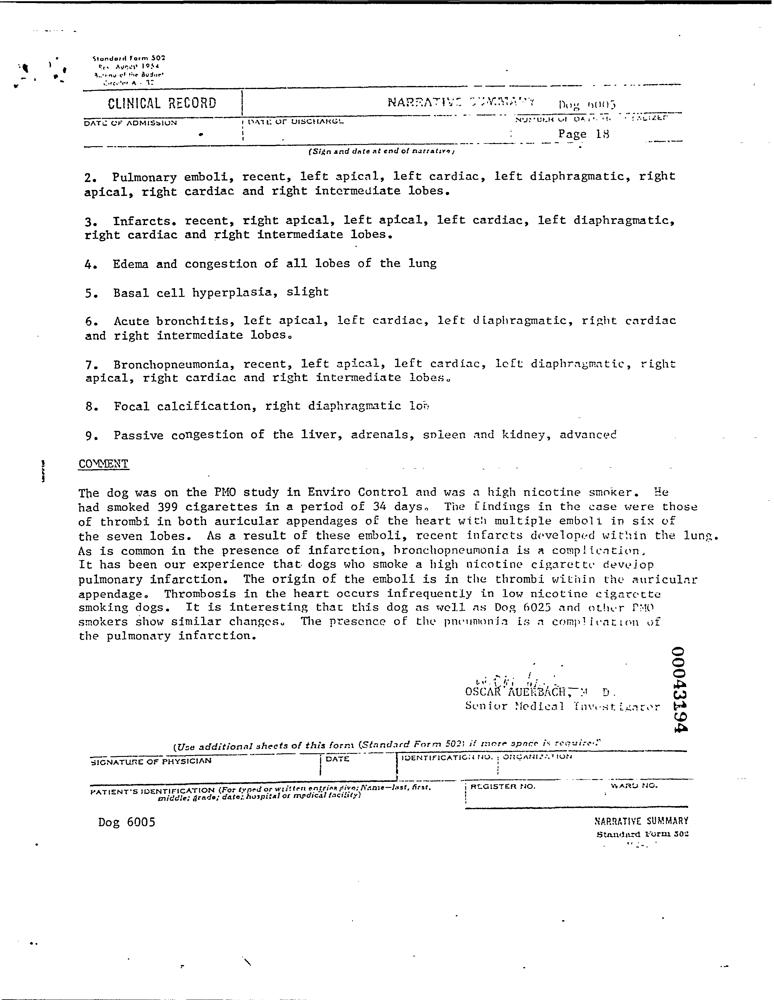 Standard Form 502
Rev. August 1954
Bureau of the Budget
Circular A - 32
CLINICAL RECORD
NARRATIVE SUMMARY Dog 6005
DATE OF ADMISSION
DATE OF DISCHARGE
NUMBER OF DAYS
Page 18
(Sign and date at end of narrative)
2. Pulmonary emboli, recent, left apical, left cardiac, left diaphragmatic, right
apical, right cardiac and right intermediate lobes.
3. Infarcts. recent, right apical, left apical, left cardiac, left diaphragmatic,
right cardiac and right intermediate lobes.
4. Edema and congestion of all lobes of the lung
5. Basal cell hyperplasia, slight
6. Acute bronchitis, left apical, left cardiac, left diaphragmatic, right cardiac
and right intermediate lobes.
7. Bronchopneumonia, recent, left apical, left cardiac, left diaphragmatic, right
apical, right cardiac and right intermediate lobes.
8. Focal calcification, right diaphragmatic
9. Passive congestion of the liver, adrenals, spleen and kidney, advanced
COMMENT
The dog was on the PMO study in Enviro Control and was a high nicotine smoker. He
had smoked 399 cigarettes in a period of 34 days. The findings in the case were those
of thrombi in both auricular appendages of the heart with multiple emboli in six of
the seven lobes. As a result of these emboli, recent infarcts developed within the lung.
As is common in the presence of infarction, bronchopneumonia is a complication.
It has been our experience that dogs who smoke a high nicotine cigarette develop
pulmonary infarction. The origin of the emboli is in the thrombi within the auricular
appendage. Thrombosis in the heart occurs infrequently in low nicotine cigarette
smoking dogs. It is interesting that this dog as well as Dog 6025 and other PMO
smokers show similar changes. The presence of the pneumonia is a complication of
the pulmonary infarction.
OSCAR AUERBACH, M D.
Senior Medical Investigator
00043194
(Use additional sheets of this form (Standard Form 502) if more space is required)
SIGNATURE OF PHYSICIAN
DATE
IDENTIFICATION NO.
ORGANIZATION
PATIENT'S IDENTIFICATION (For typed or written entries give: Name—last, first,
middle; grade; date; hospital or medical facility)
REGISTER NO.
WARD NO.
Dog 6005
NARRATIVE SUMMARY
Standard Form 502